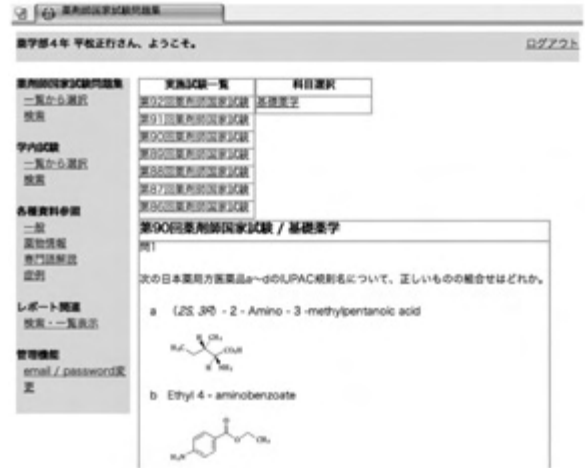 薬剤師国家試験問題集
薬学部4年 平松正行さん、ようこそ。
ログアウト
薬剤師国家試験問題集
一覧から選択
検索
学内試験
一覧から選択
検索
各種資料参照
一般
薬物情報
専門語解説
症例
レポート関連
検索・一覧表示
管理機能
email / password変
更
実施試験一覧
科目選択
第92回薬剤師国家試験
基礎薬学
第91回薬剤師国家試験
第90回薬剤師国家試験
第89回薬剤師国家試験
第88回薬剤師国家試験
第87回薬剤師国家試験
第86回薬剤師国家試験
第90回薬剤師国家試験 / 基礎薬学
問1
次の日本薬局方医薬品a～dのIUPAC規則名について、正しいものの組合せはどれか。
a (2S, 3R) - 2 - Amino - 3 -methylpentanoic acid
H₃C
H CH₃
CO₂H
H NH₂
b Ethyl 4 - aminobenzoate
O
O
CH₃
H₂N